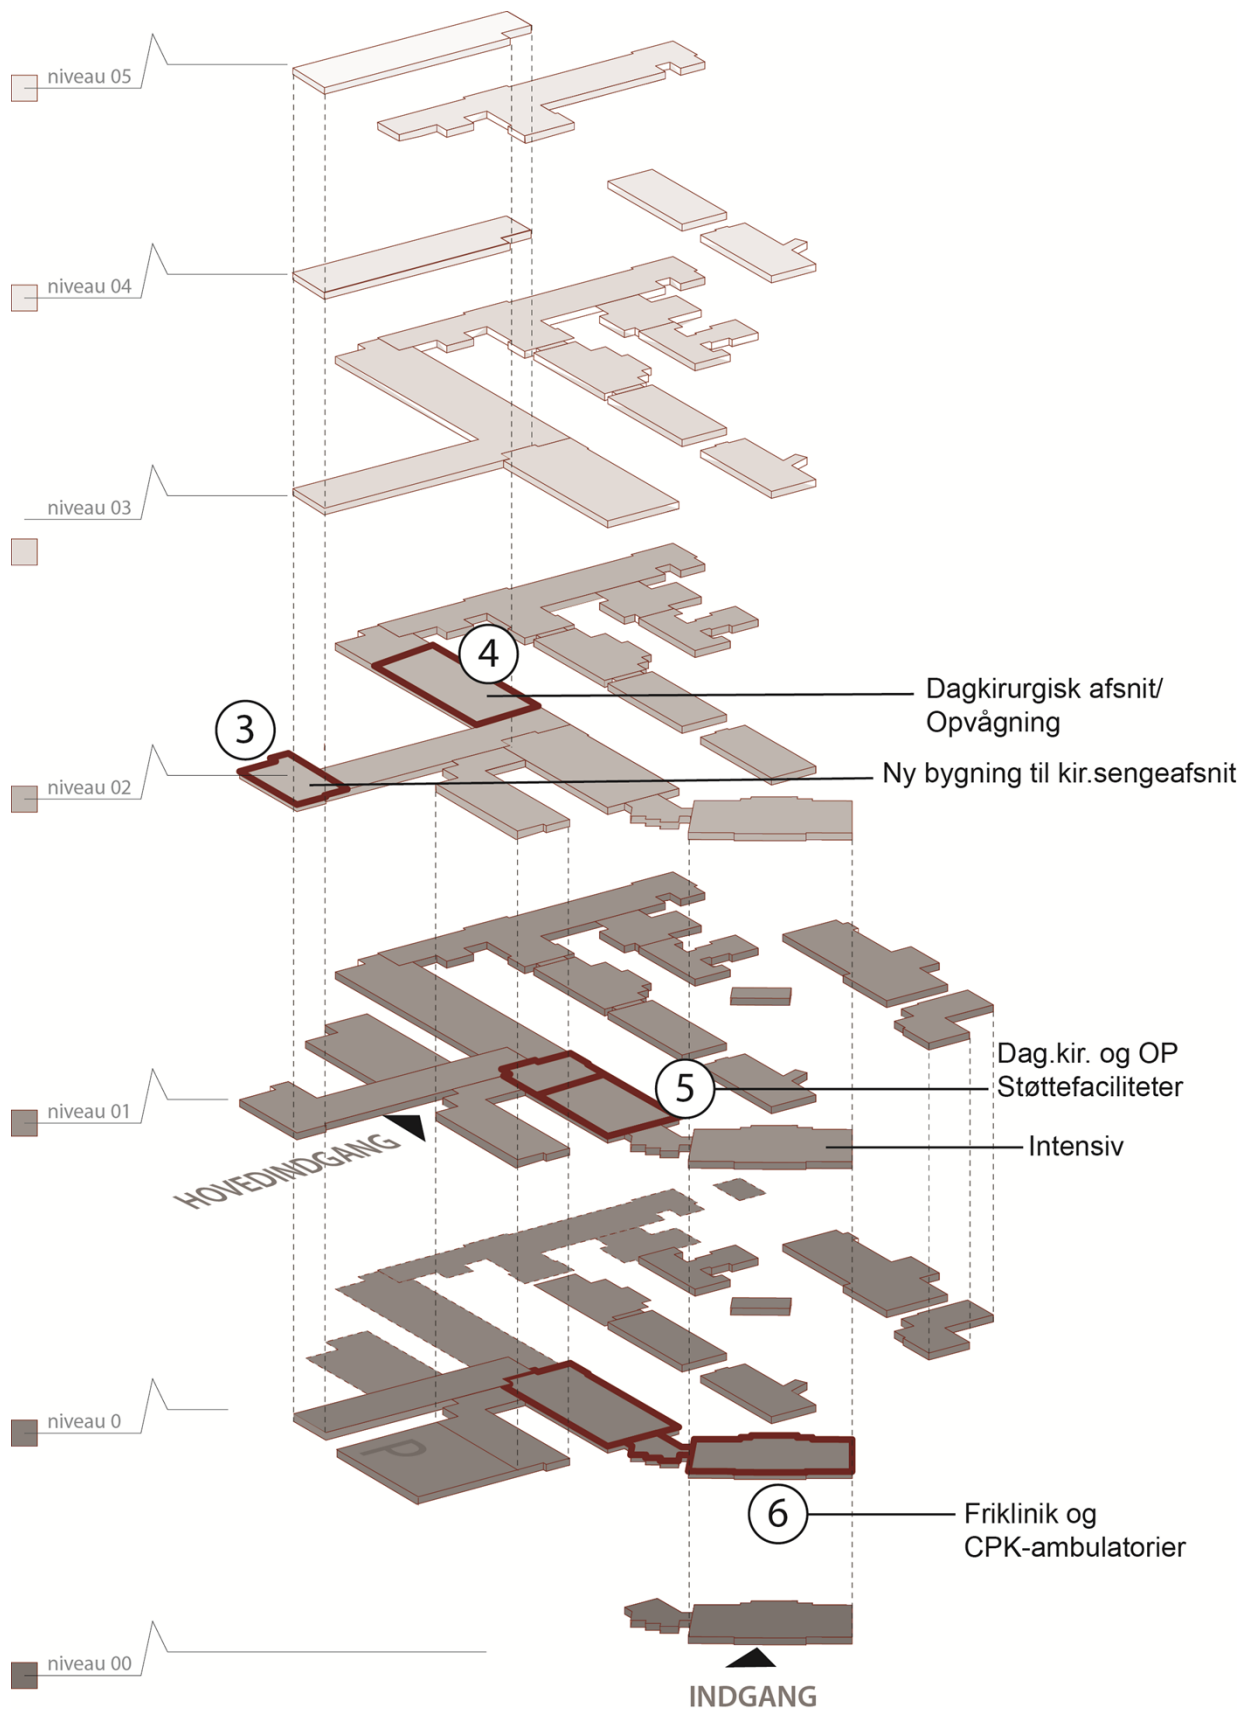 niveau 05
niveau 04
niveau 03
4
Dagkirurgisk afsnit/
Opvågning
3
Ny bygning til kir.sengeafsnit
niveau 02
Dag.kir. og OP
5
Støttefaciliteter
niveau 01
Intensiv
HOVEDINDGANG
niveau 0
P
6
Friklinik og
CPK-ambulatorier
niveau 00
INDGANG